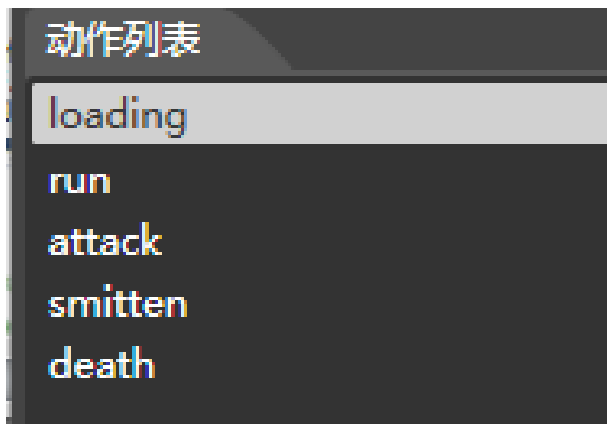 动作列表
loading
run
attack
smitten
death